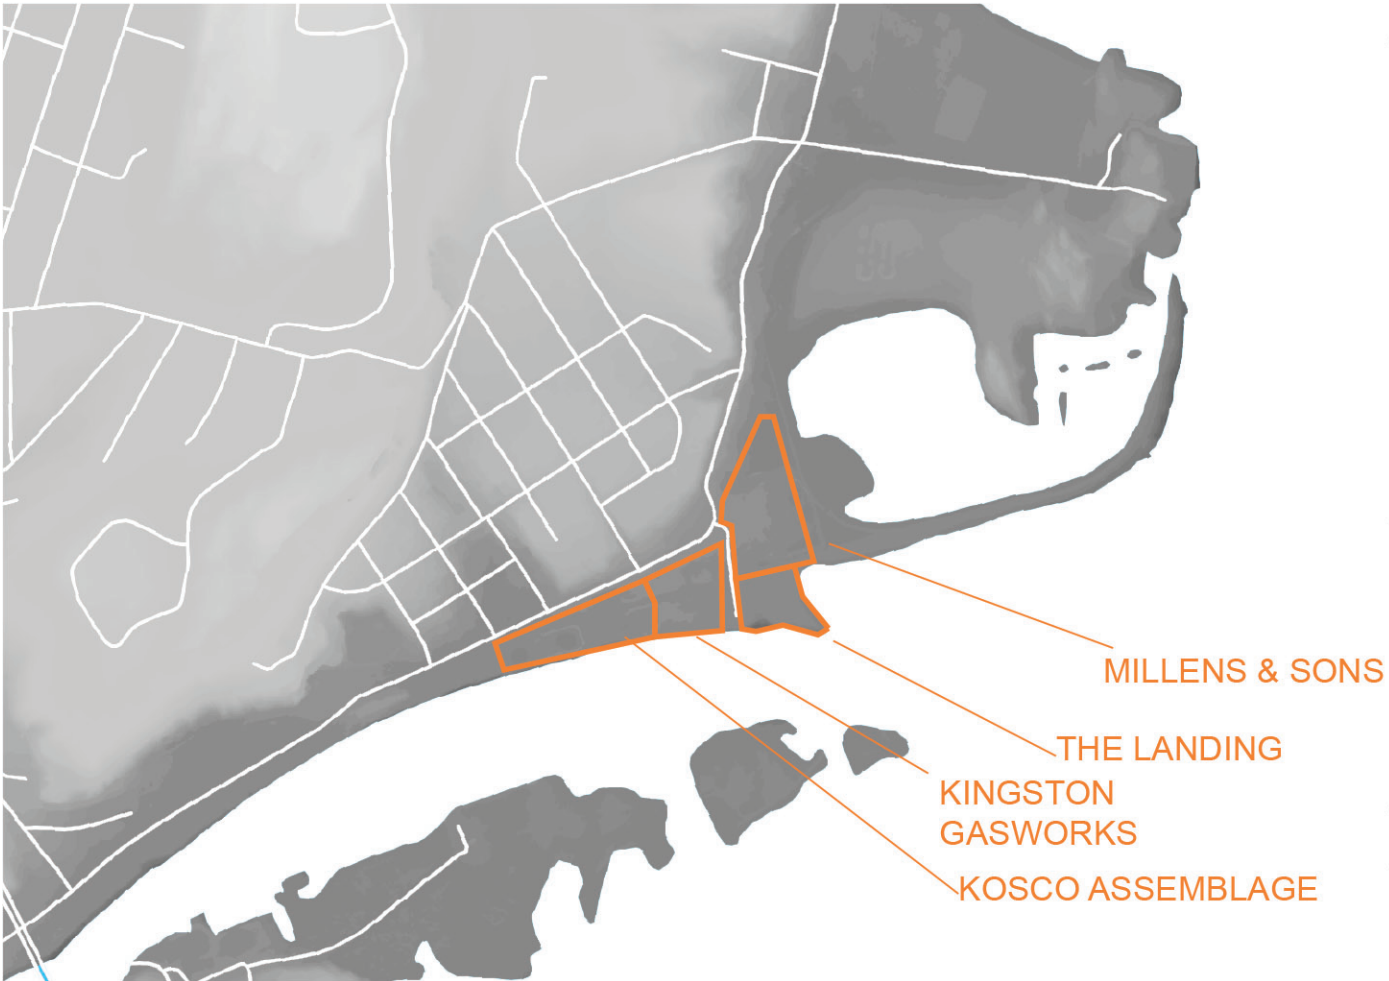 MILLENS & SONS
THE LANDING
KINGSTON
GASWORKS
KOSCO ASSEMBLAGE